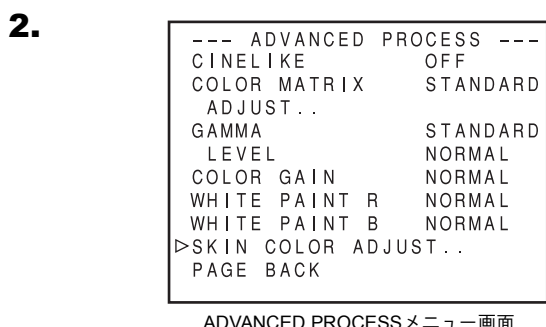 2.
--- ADVANCED PROCESS ---
CINELIKE OFF
COLOR MATRIX STANDARD
ADJUST..
GAMMA STANDARD
LEVEL NORMAL
COLOR GAIN NORMAL
WHITE PAINT R NORMAL
WHITE PAINT B NORMAL
▷SKIN COLOR ADJUST..
PAGE BACK
ADVANCED PROCESSメニュー画面